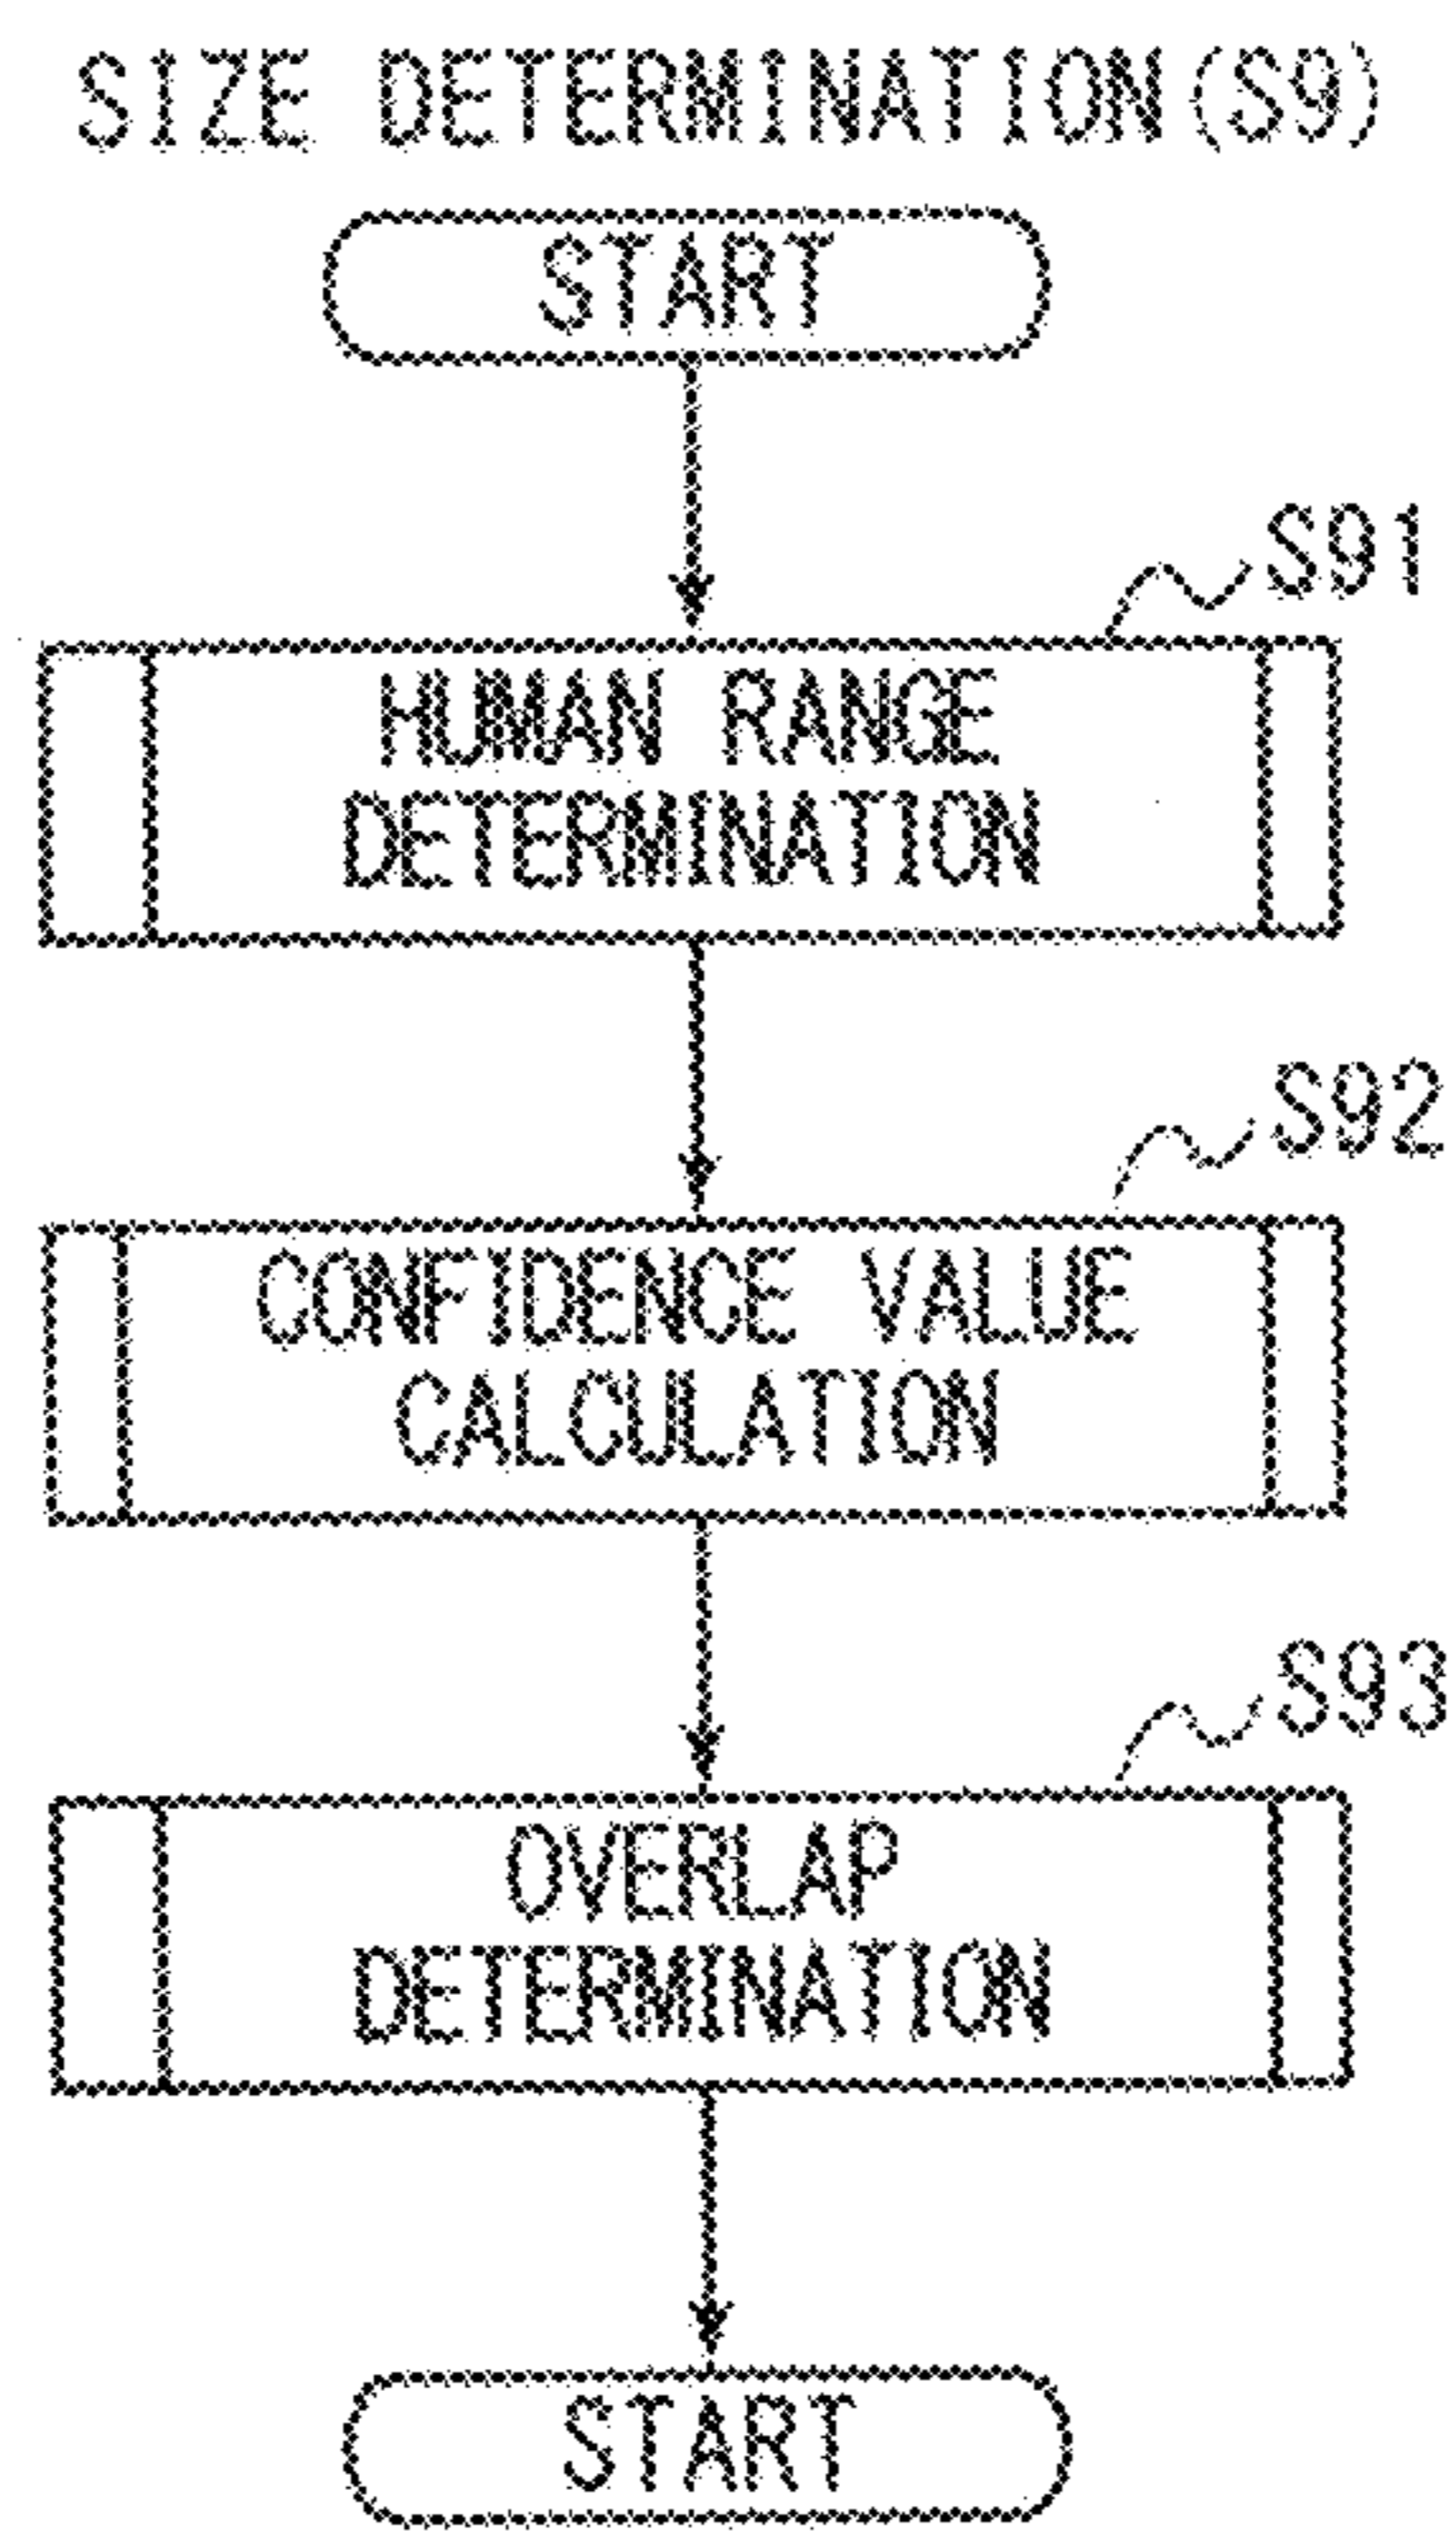 SIZE DETERMINATION(S9)
START
S91
HUMAN RANGE
DETERMINATION
S92
CONFIDENCE VALUE
CALCULATION
S93
OVERLAP
DETERMINATION
START